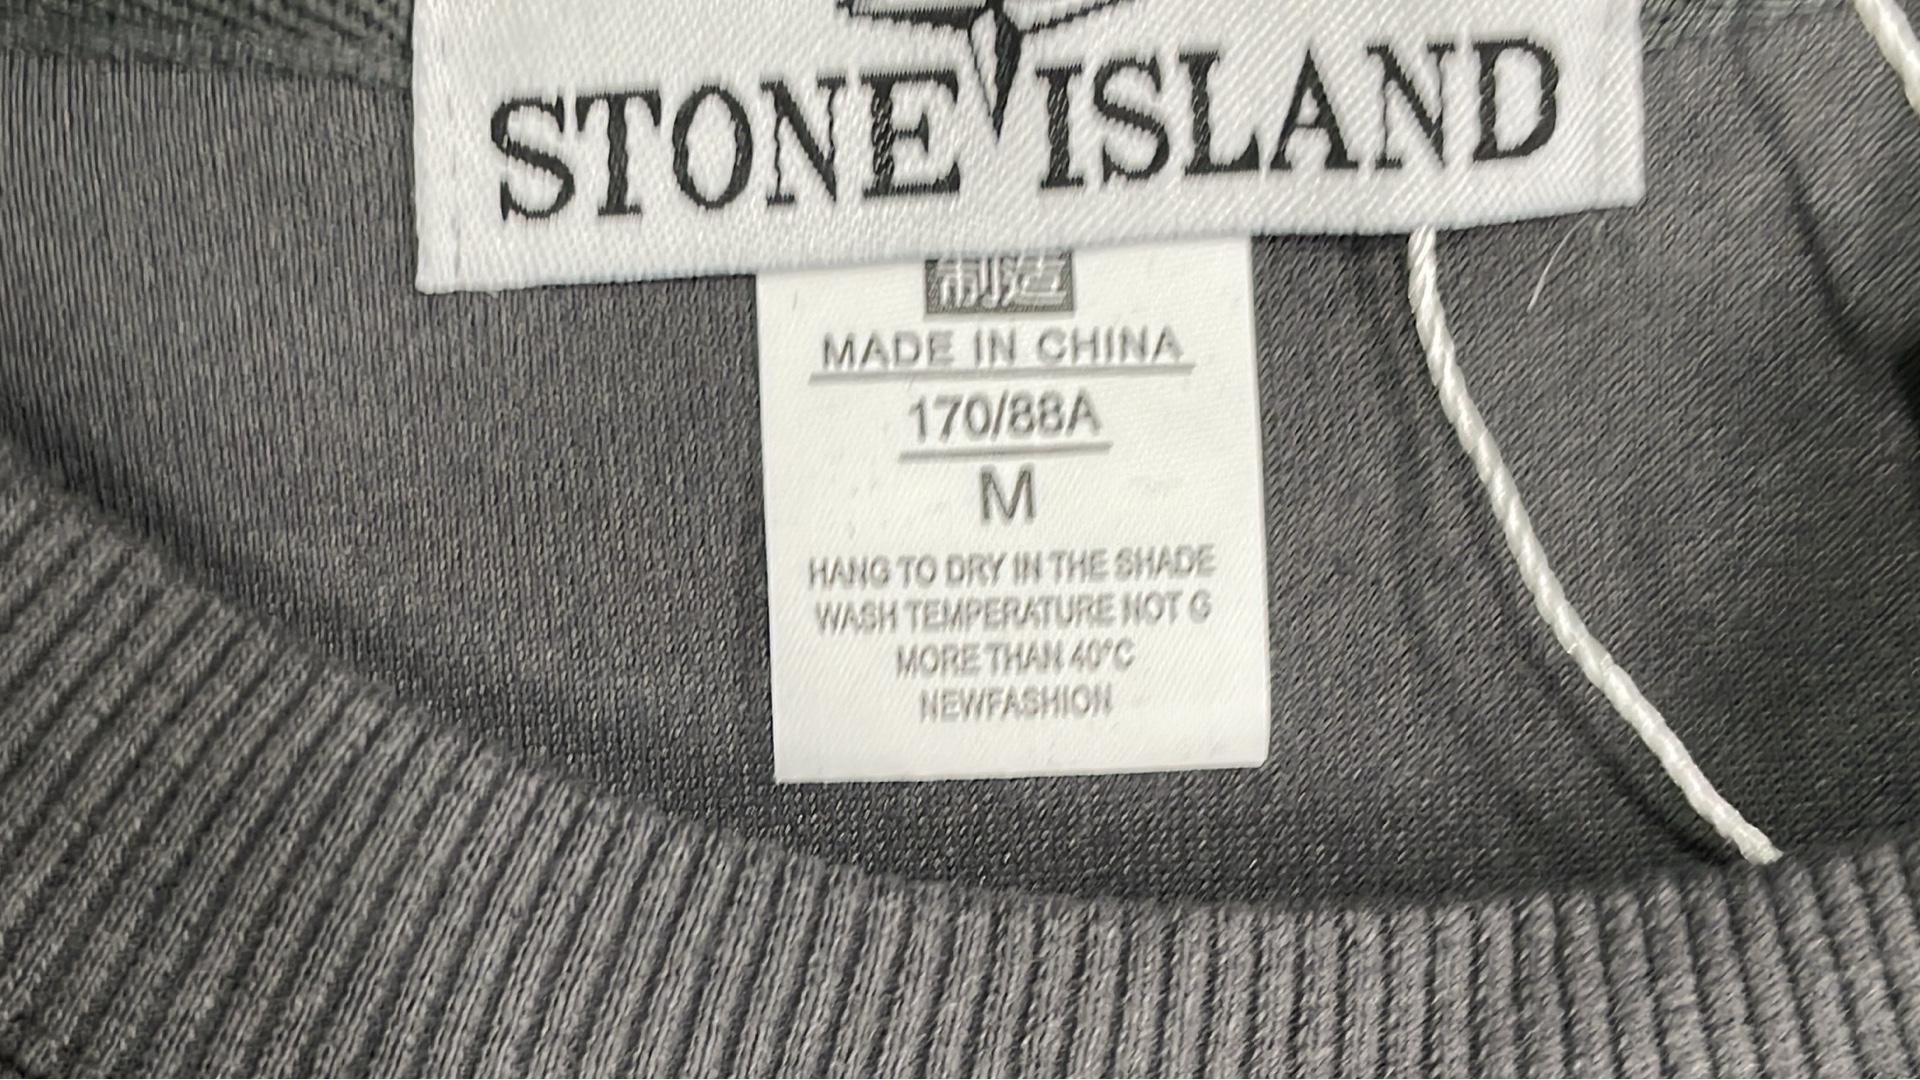 STONE ISLAND
制造
MADE IN CHINA
170/88A
M
HANG TO DRY IN THE SHADE
WASH TEMPERATURE NOT G
MORE THAN 40°C
NEWFASHION